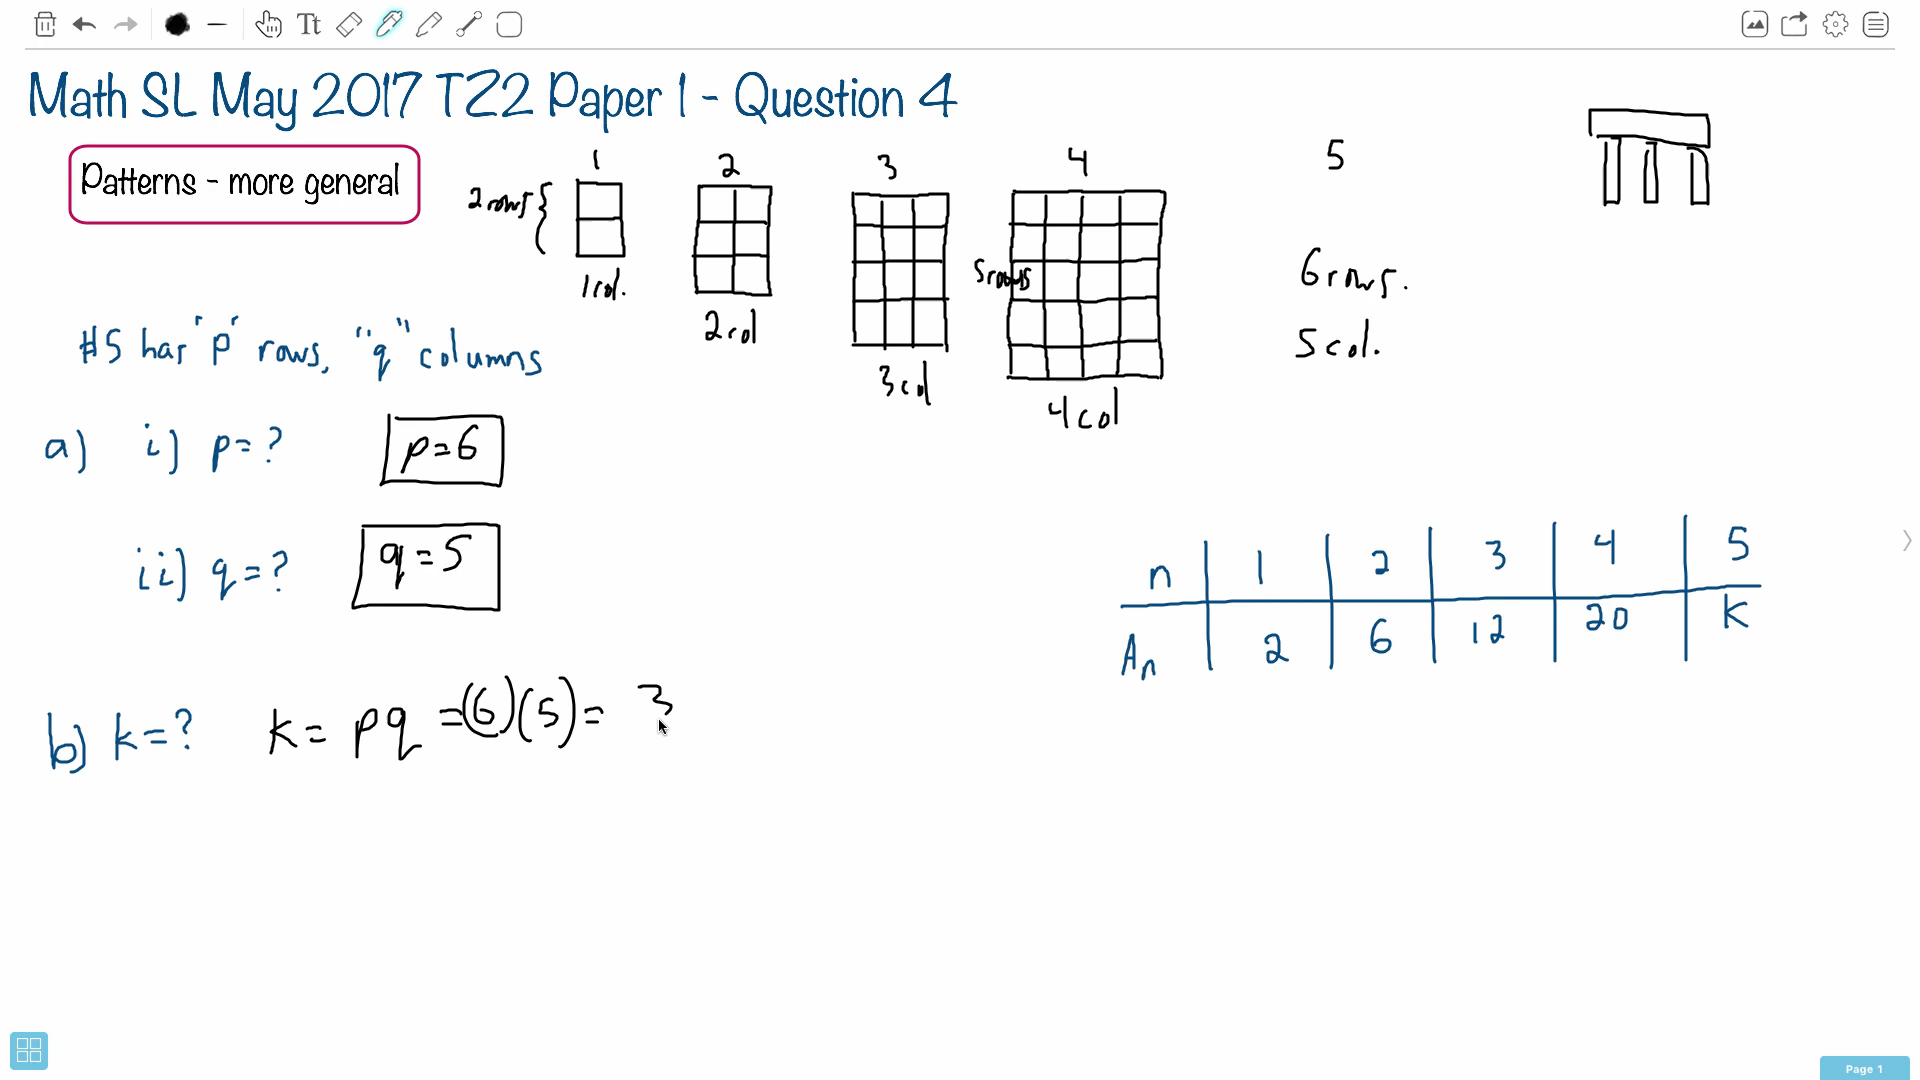 Tt
Math SL May 2017 TZ2 Paper 1 - Question 4
Patterns - more general
1 2 3 4 5
2 rows
1 col.
2 col
3 col
5 rows
4 col
6 rows.
5 col.
#5 has "p" rows, "q" columns
a) i) p=? p=6
ii) q=? q=5
n 1 2 3 4 5
An 2 6 12 20 K
b) k=? K= pq =(6)(5)= 3
Page 1